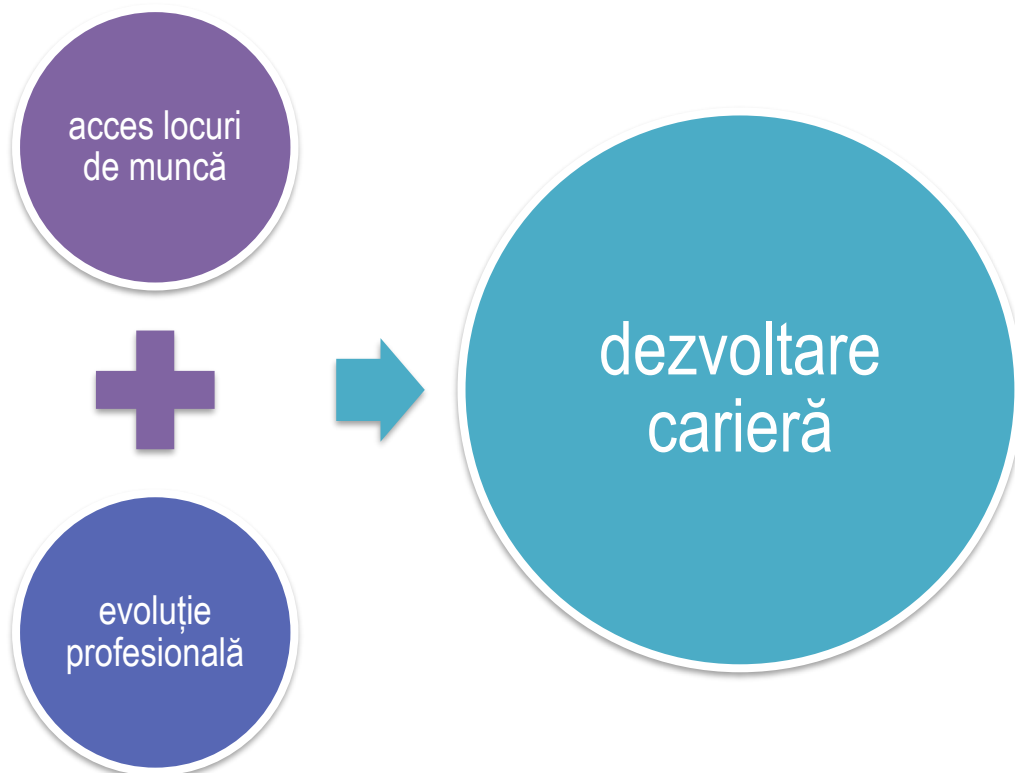 acces locuri
de muncă
evoluție
profesională
dezvoltare
carieră